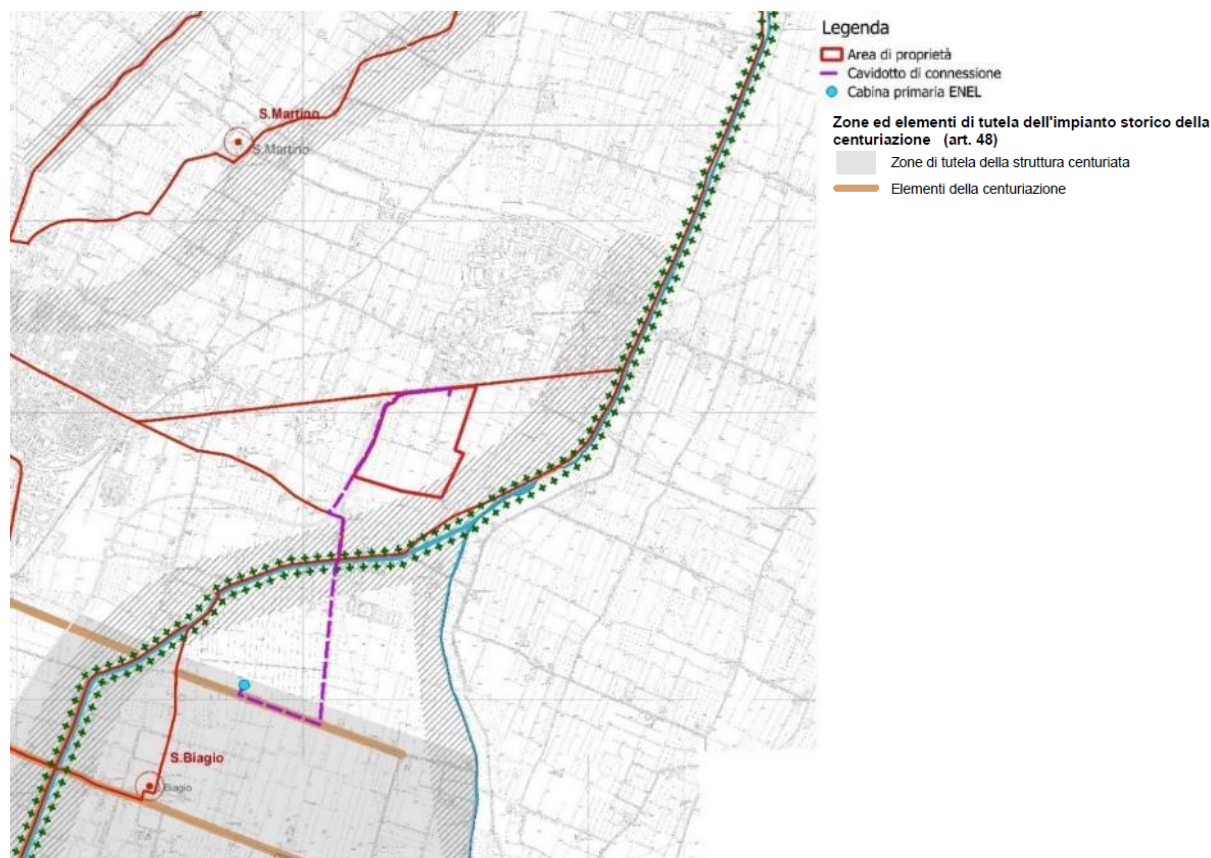 Legenda
Area di proprietà
Cavidotto di connessione
Cabina primaria ENEL
Zone ed elementi di tutela dell'impianto storico della
centuriazione (art. 48)
Zone di tutela della struttura centuriata
Elementi della centuriazione
S.Martino
S.Martino
S.Biagio
Biagio